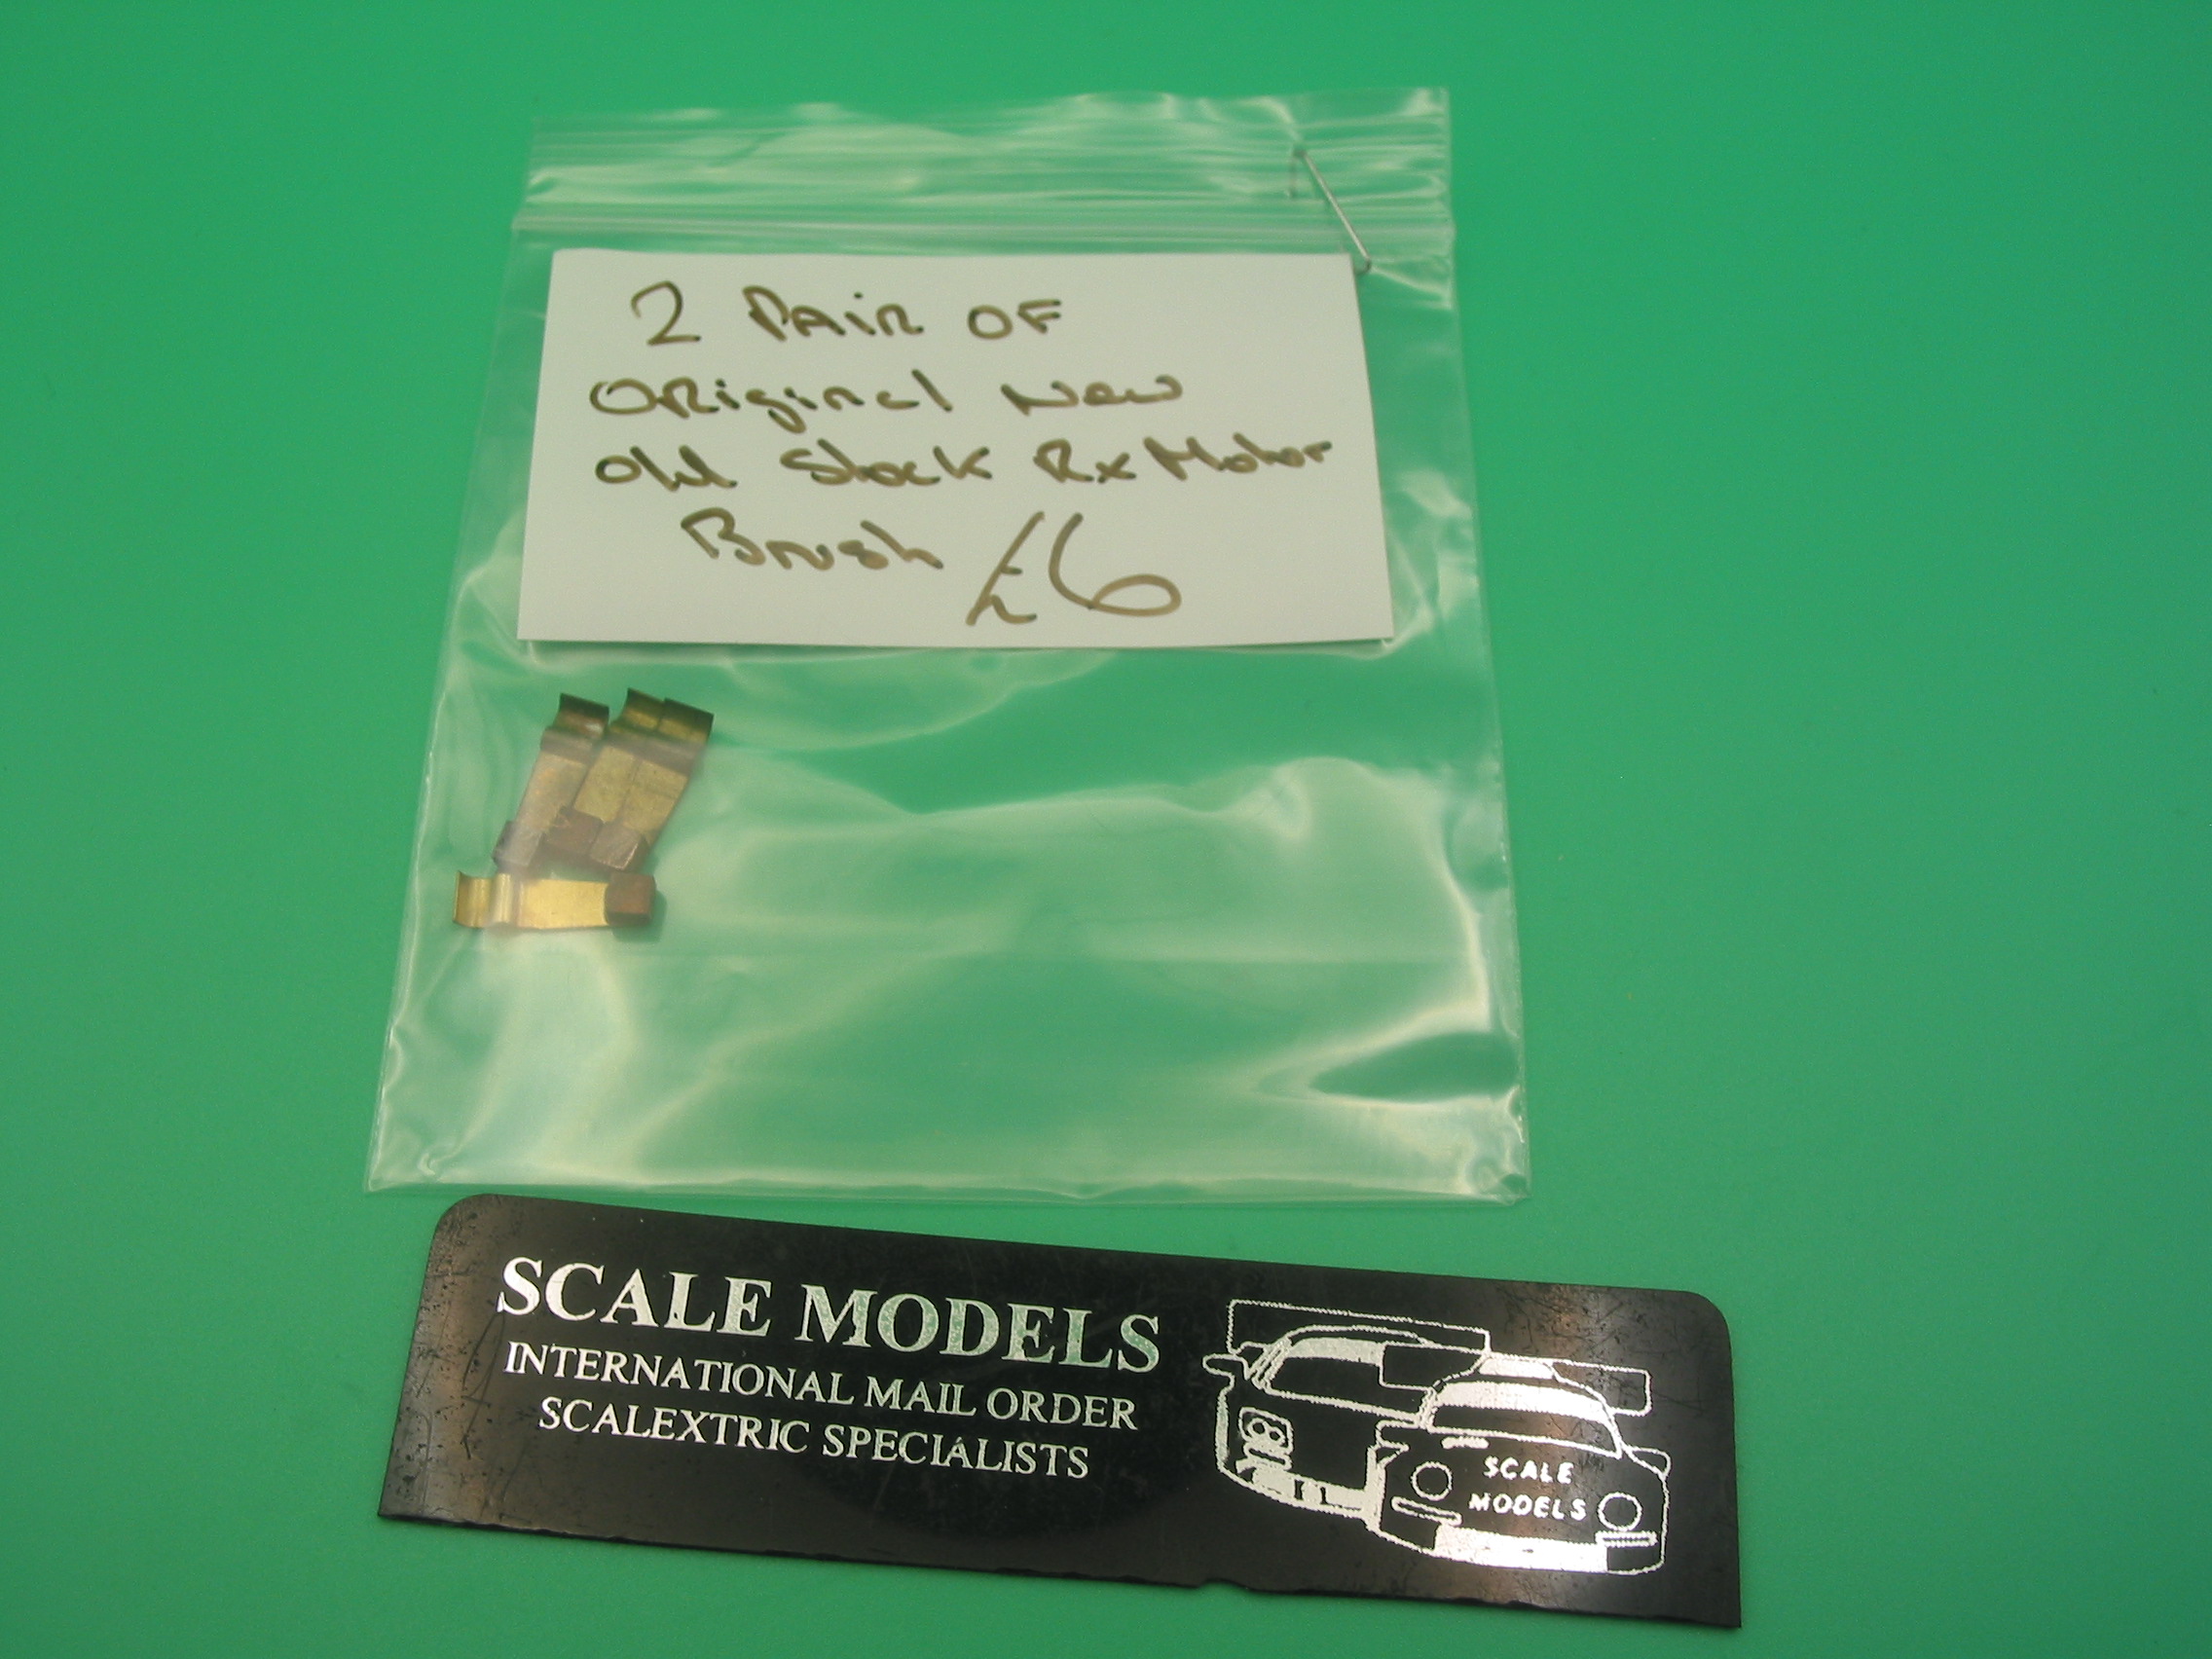 2 Pair of
Original New
Old Stock Rx Motor
Brush £6
SCALE MODELS
INTERNATIONAL MAIL ORDER
SCALEXTRIC SPECIALISTS
SCALE
MODELS